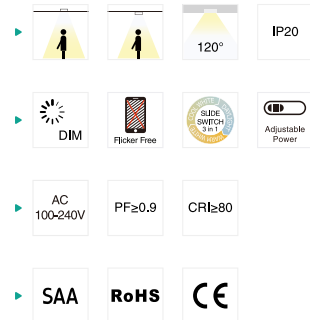 120°
IP20
DIM
Flicker Free
SLIDE
SWITCH
3 in 1
Adjustable
Power
AC
100-240V
PF≥0.9
CRI≥80
SAA
RoHS
CE